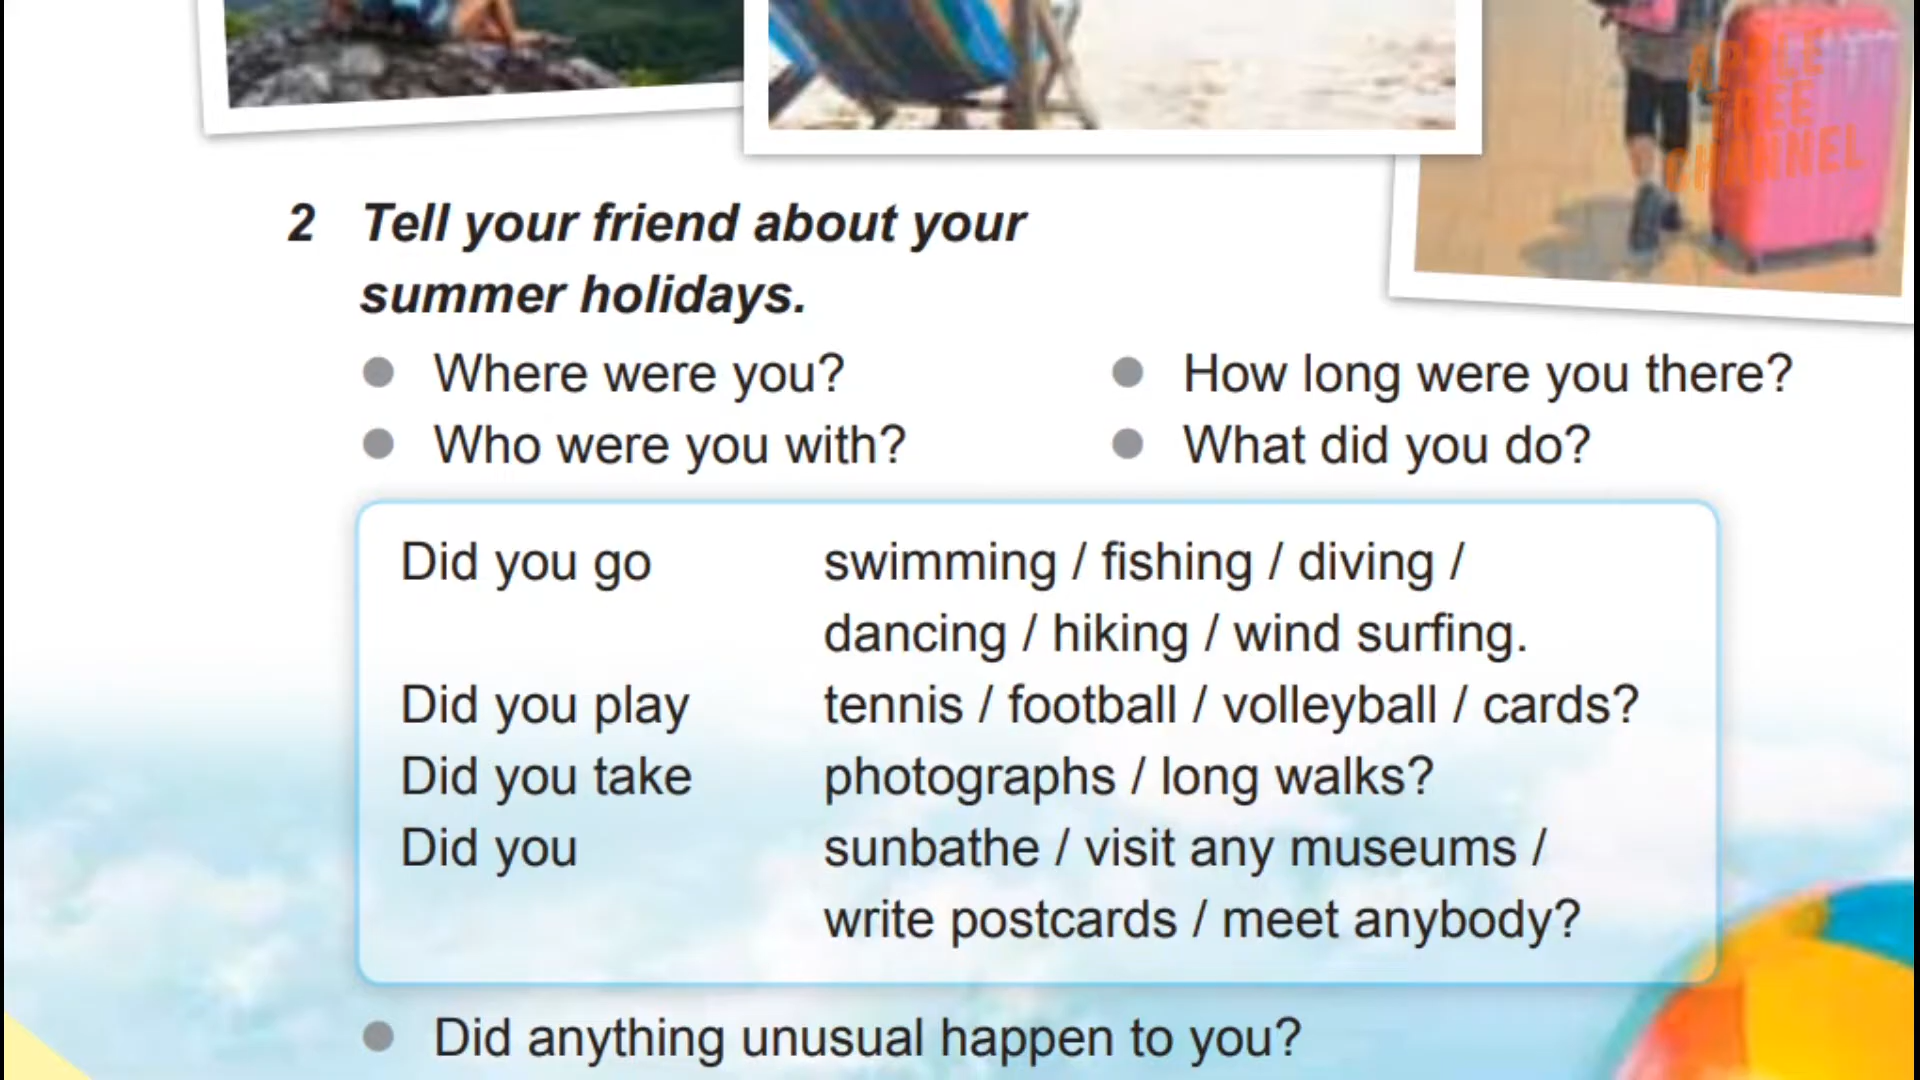 APPLE
TREE
CHANNEL
2 Tell your friend about your
summer holidays.
Where were you?
How long were you there?
Who were you with?
What did you do?
Did you go swimming / fishing / diving /
dancing / hiking / wind surfing.
Did you play tennis / football / volleyball / cards?
Did you take photographs / long walks?
Did you sunbathe / visit any museums /
write postcards / meet anybody?
Did anything unusual happen to you?